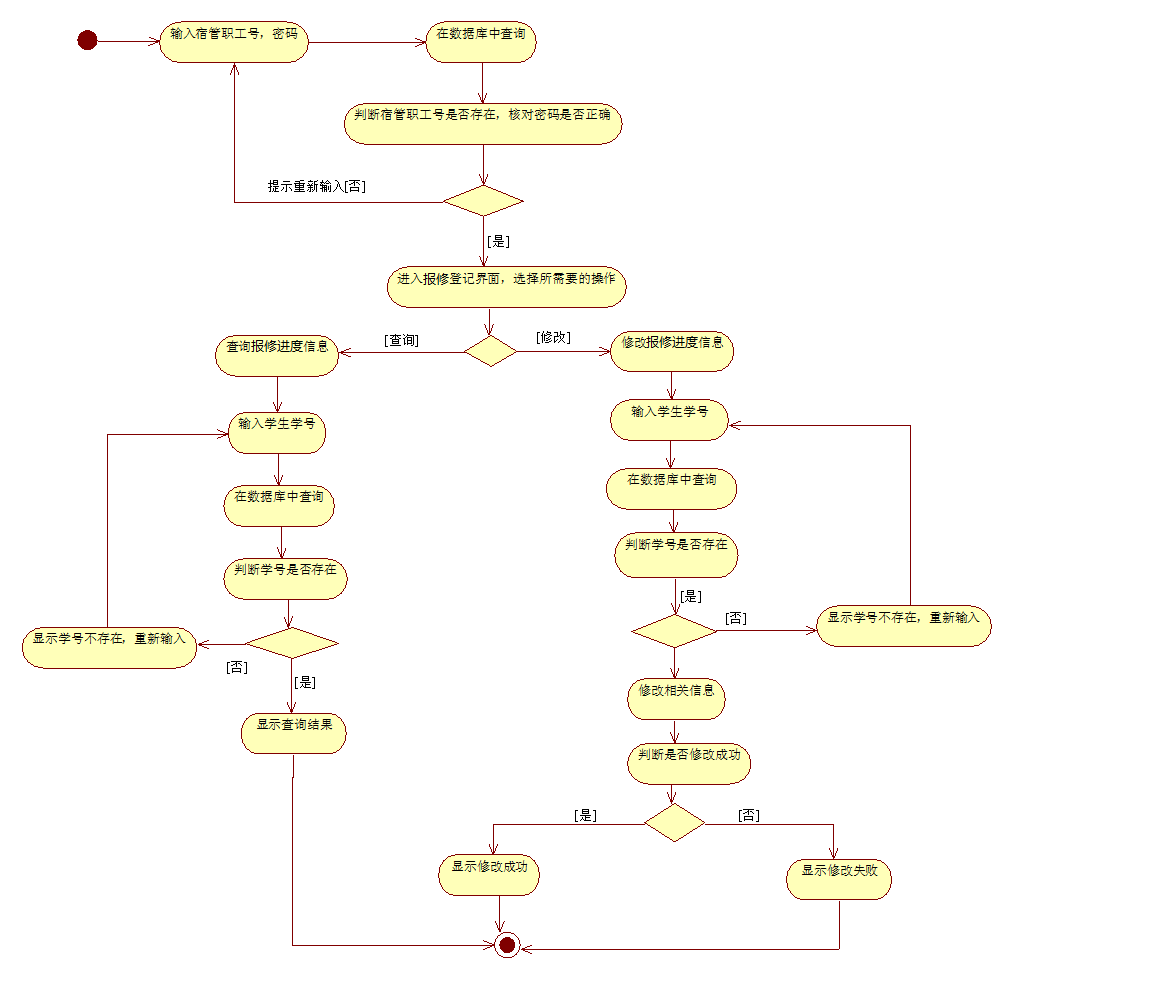 输入宿管职工号，密码
在数据库中查询
判断宿管职工号是否存在，核对密码是否正确
提示重新输入[否]
[是]
进入报修登记界面，选择所需要的操作
[查询]
[修改]
查询报修进度信息
修改报修进度信息
输入学生学号
输入学生学号
在数据库中查询
在数据库中查询
判断学号是否存在
判断学号是否存在
[是]
[否]
显示学号不存在，重新输入
显示学号不存在，重新输入
[否]
[是]
修改相关信息
显示查询结果
判断是否修改成功
[是]
[否]
显示修改成功
显示修改失败